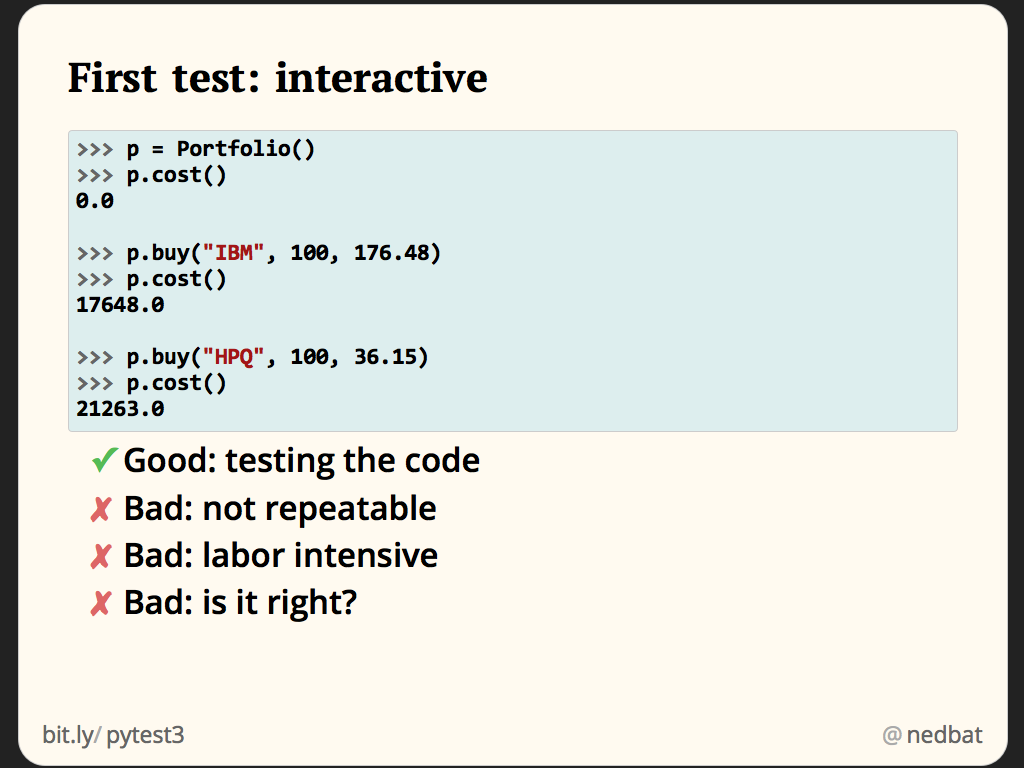 First test: interactive
>>> p = Portfolio()
>>> p.cost()
0.0
>>> p.buy("IBM", 100, 176.48)
>>> p.cost()
17648.0
>>> p.buy("HPQ", 100, 36.15)
>>> p.cost()
21263.0
✓ Good: testing the code
✗ Bad: not repeatable
✗ Bad: labor intensive
✗ Bad: is it right?
bit.ly/ pytest3
@ nedbat